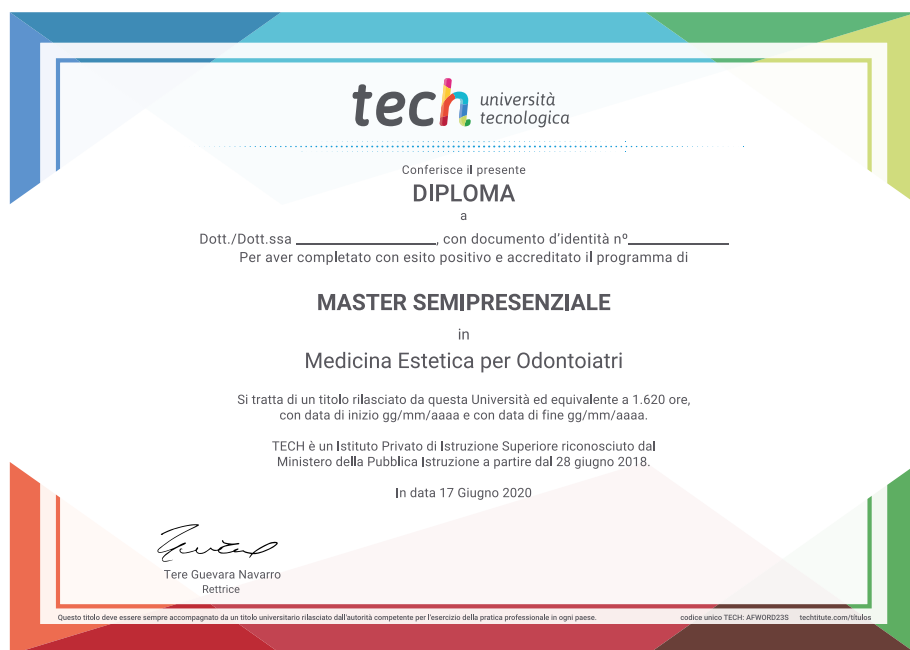 tech università
tecnologica
Conferisce il presente
DIPLOMA
a
Dott./Dott.ssa ________________, con documento d'identità nº____________
Per aver completato con esito positivo e accreditato il programma di
MASTER SEMIPRESENZIALE
in
Medicina Estetica per Odontoiatri
Si tratta di un titolo rilasciato da questa Università ed equivalente a 1.620 ore,
con data di inizio gg/mm/aaaa e con data di fine gg/mm/aaaa.
TECH è un Istituto Privato di Istruzione Superiore riconosciuto dal
Ministero della Pubblica Istruzione a partire dal 28 giugno 2018.
In data 17 Giugno 2020
Tere Guevara Navarro
Rettrice
Questo titolo deve essere sempre accompagnato da un titolo universitario rilasciato dall'autorità competente per l'esercizio della pratica professionale in ogni paese. codice unico TECH: AFWORD23S techtitute.com/titulos